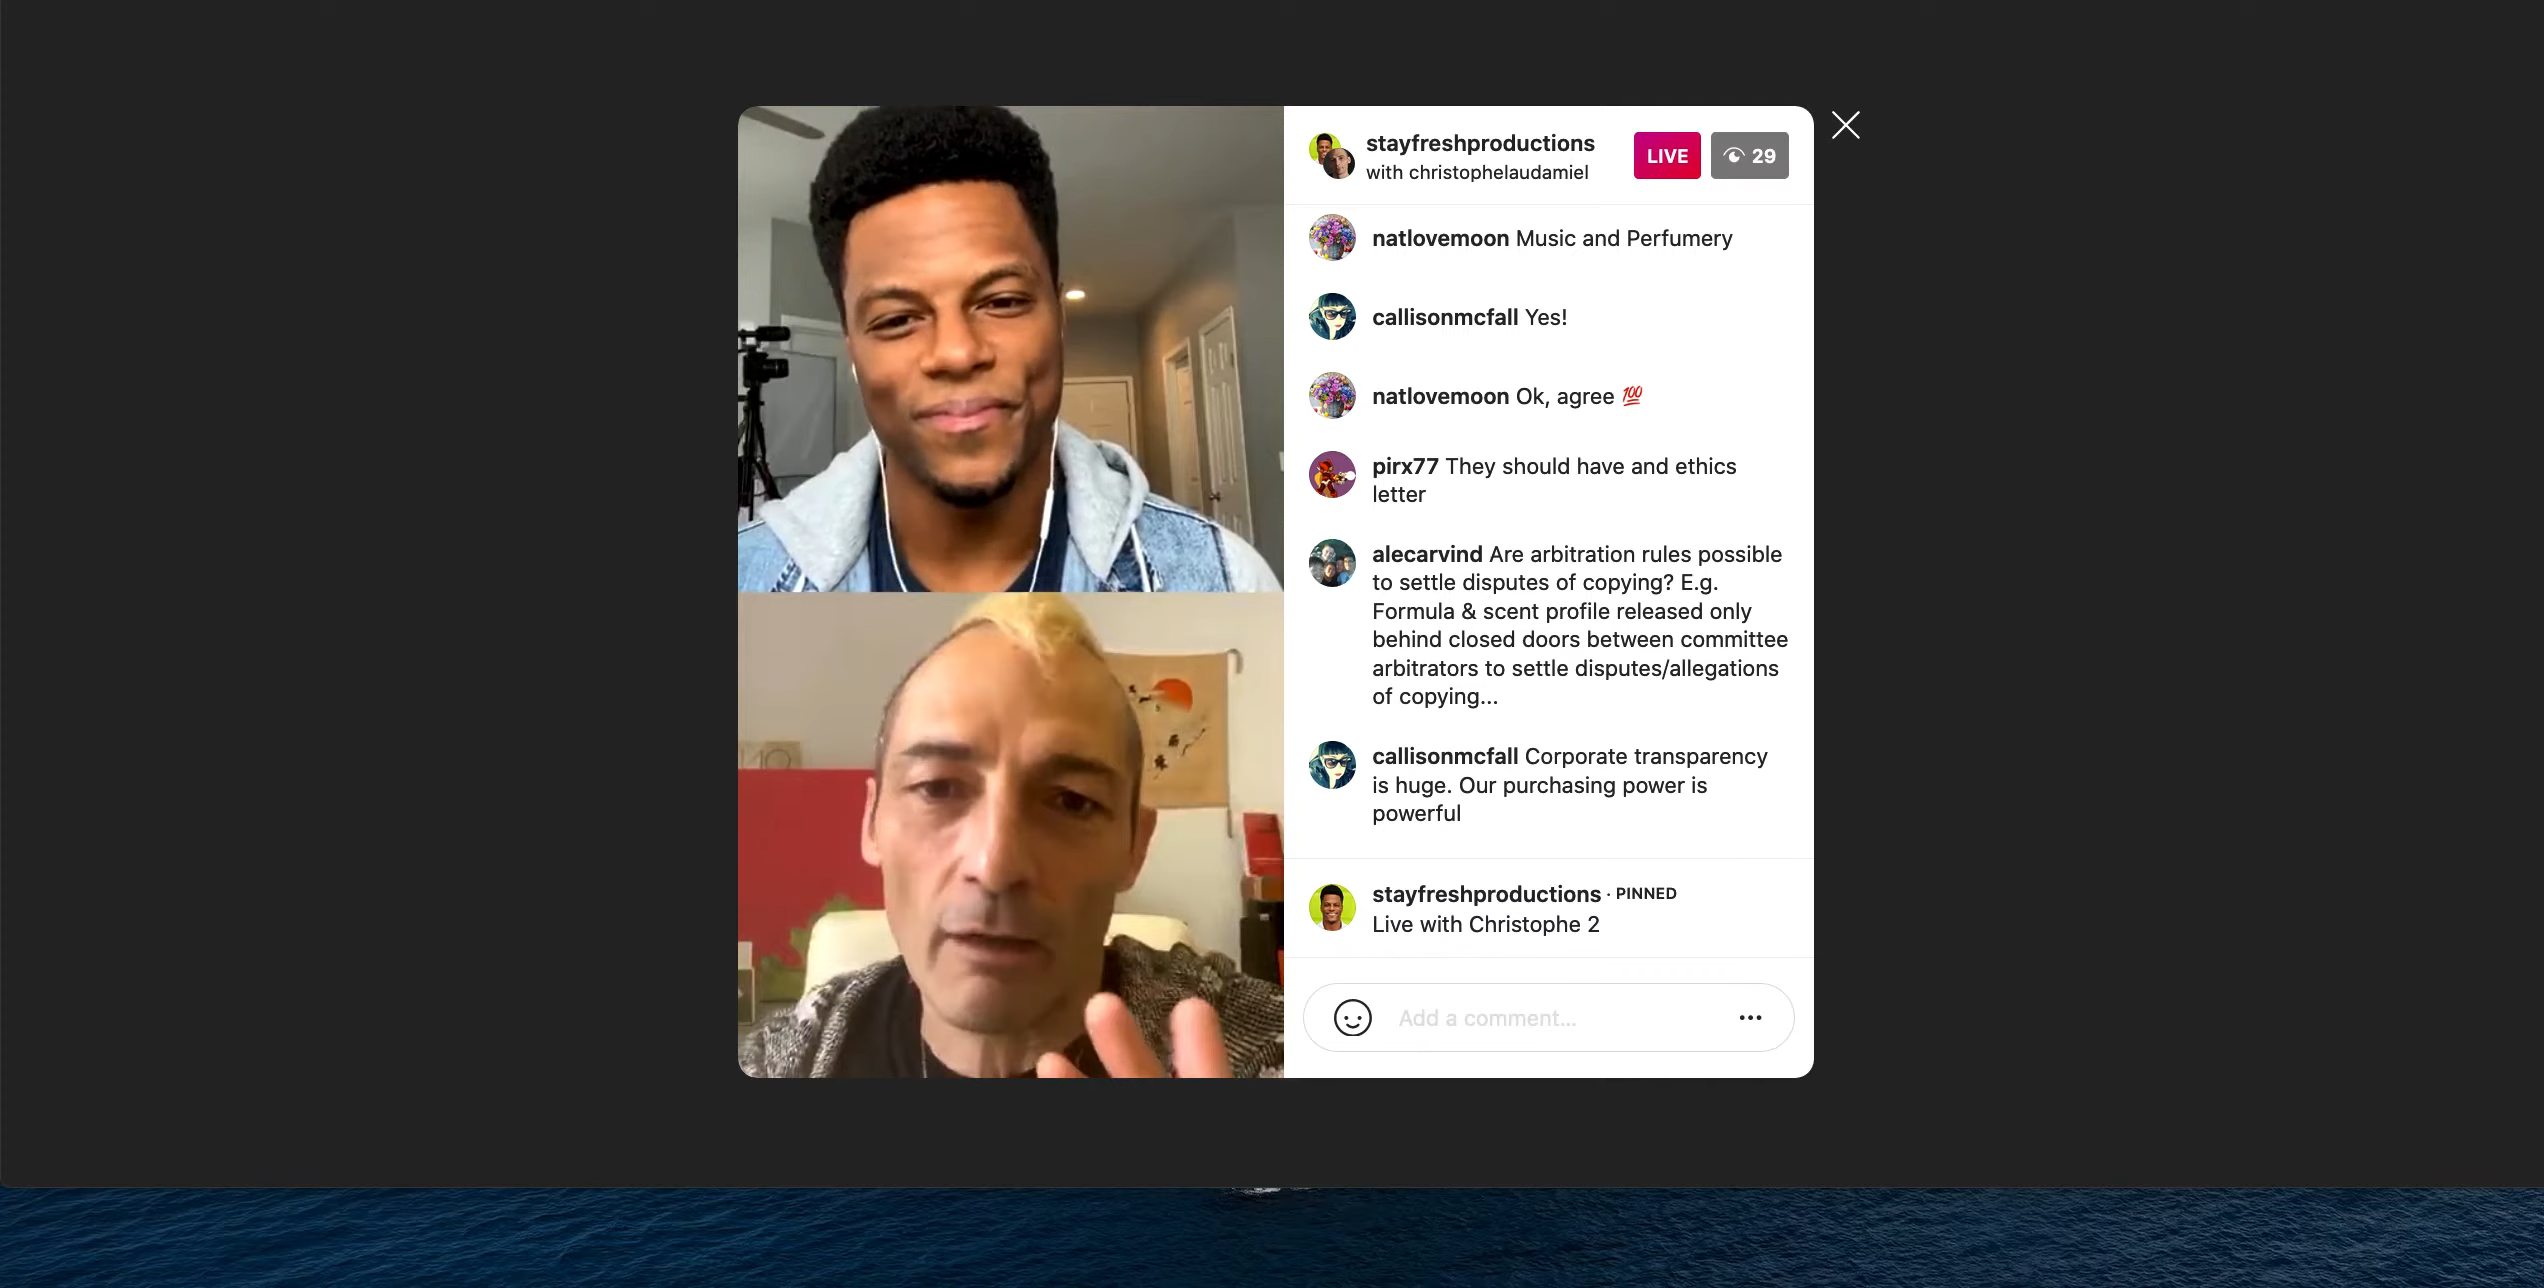 stayfreshproductions
with christophelaudamiel
LIVE
29
natlovemoon Music and Perfumery
callisonmcfall Yes!
natlovemoon Ok, agree 💯
pirx77 They should have and ethics
letter
alecarvind Are arbitration rules possible
to settle disputes of copying? E.g.
Formula & scent profile released only
behind closed doors between committee
arbitrators to settle disputes/allegations
of copying...
callisonmcfall Corporate transparency
is huge. Our purchasing power is
powerful
stayfreshproductions · PINNED
Live with Christophe 2
Add a comment...